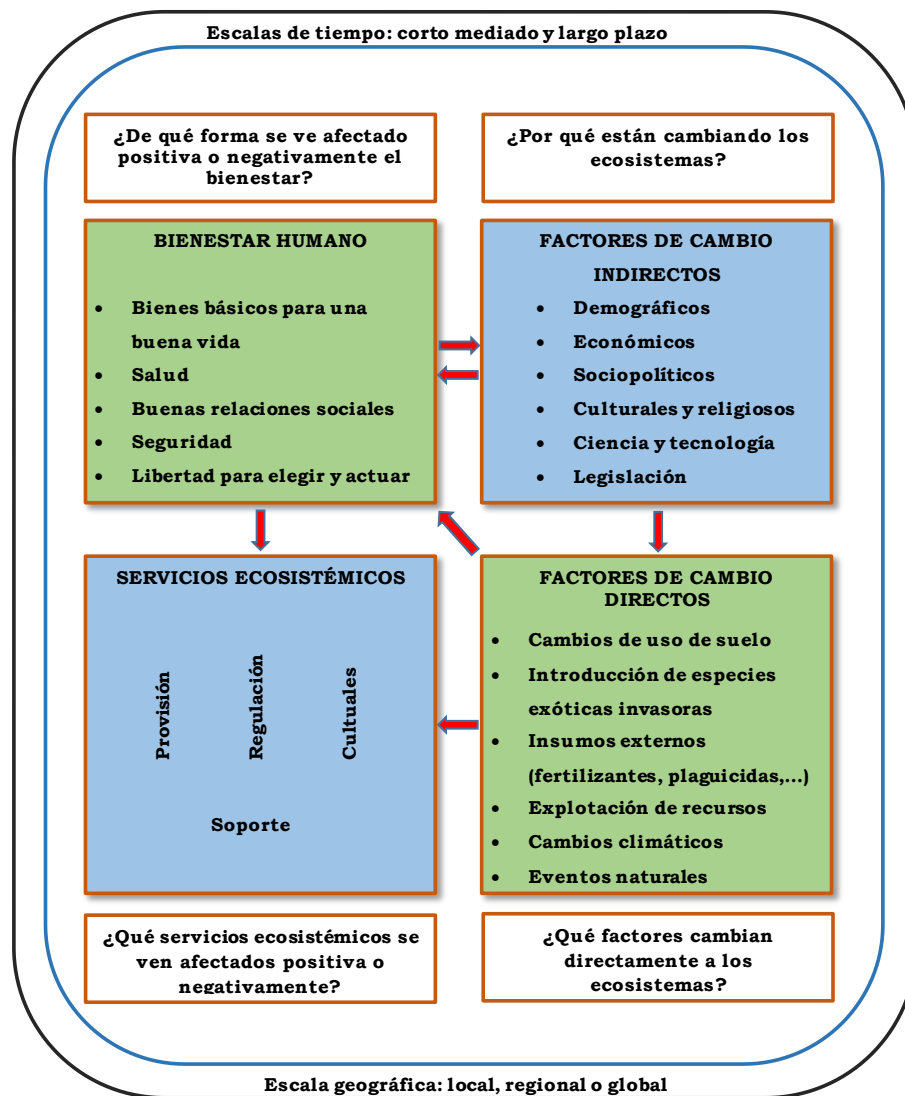 Escalas de tiempo: corto mediado y largo plazo
¿De qué forma se ve afectado
positiva o negativamente el
bienestar?
¿Por qué están cambiando los
ecosistemas?
BIENESTAR HUMANO
• Bienes básicos para una
buena vida
• Salud
• Buenas relaciones sociales
• Seguridad
• Libertad para elegir y actuar
FACTORES DE CAMBIO
INDIRECTOS
• Demográficos
• Económicos
• Sociopolíticos
• Culturales y religiosos
• Ciencia y tecnología
• Legislación
SERVICIOS ECOSISTÉMICOS
Provisión
Regulación
Cultuales
Soporte
FACTORES DE CAMBIO
DIRECTOS
• Cambios de uso de suelo
• Introducción de especies
exóticas invasoras
• Insumos externos
(fertilizantes, plaguicidas,...)
• Explotación de recursos
• Cambios climáticos
• Eventos naturales
¿Qué servicios ecosistémicos se
ven afectados positiva o
negativamente?
¿Qué factores cambian
directamente a los
ecosistemas?
Escala geográfica: local, regional o global